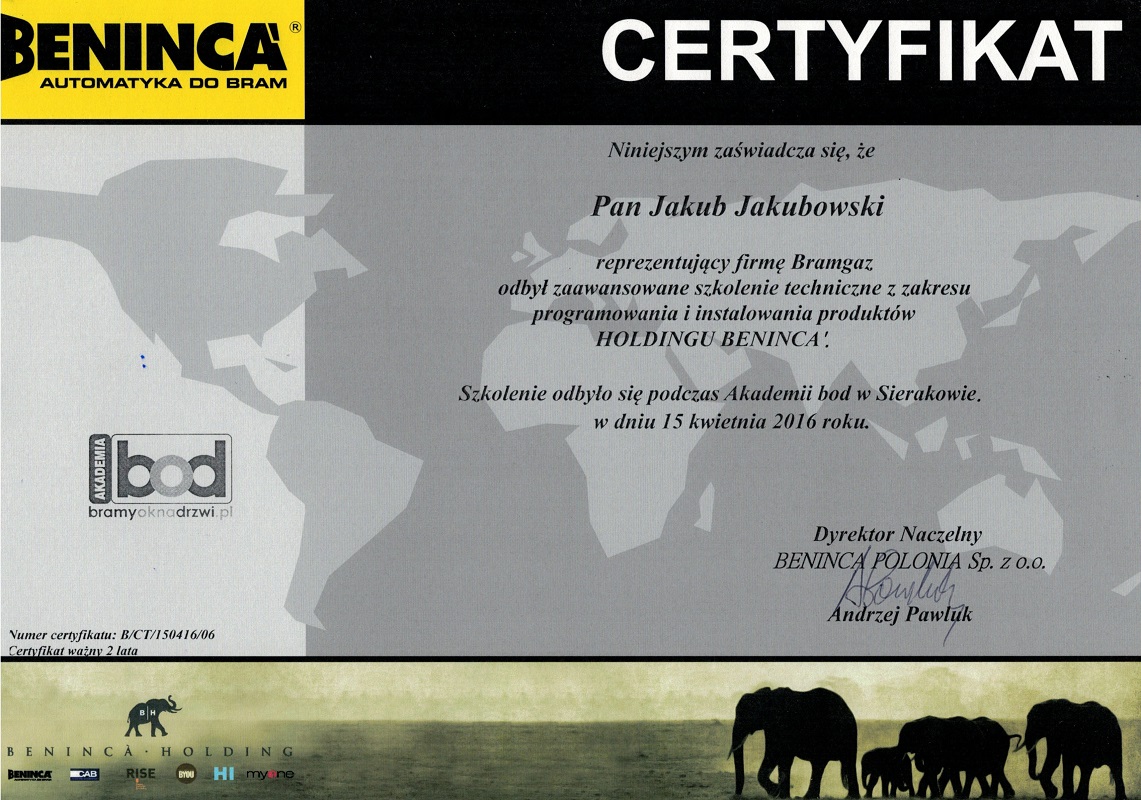 BENINCÀ®
AUTOMATYKA DO BRAM
CERTYFIKAT
Niniejszym zaświadcza się, że
Pan Jakub Jakubowski
reprezentujący firmę Bramgaz
odbył zaawansowane szkolenie techniczne z zakresu
programowania i instalowania produktów
HOLDINGU BENINCA'.
Szkolenie odbyło się podczas Akademii bod w Sierakowie.
w dniu 15 kwietnia 2016 roku.
AKADEMIA
bod
bramyoknadrzwi.pl
Dyrektor Naczelny
BENINCA POLONIA Sp. z o.o.
Andrzej Pawluk
Numer certyfikatu: B/CT/150416/06
Certyfikat ważny 2 lata
B H
BENINCÀ · HOLDING
BENINCÀ CAB RISE BYOU HI myone